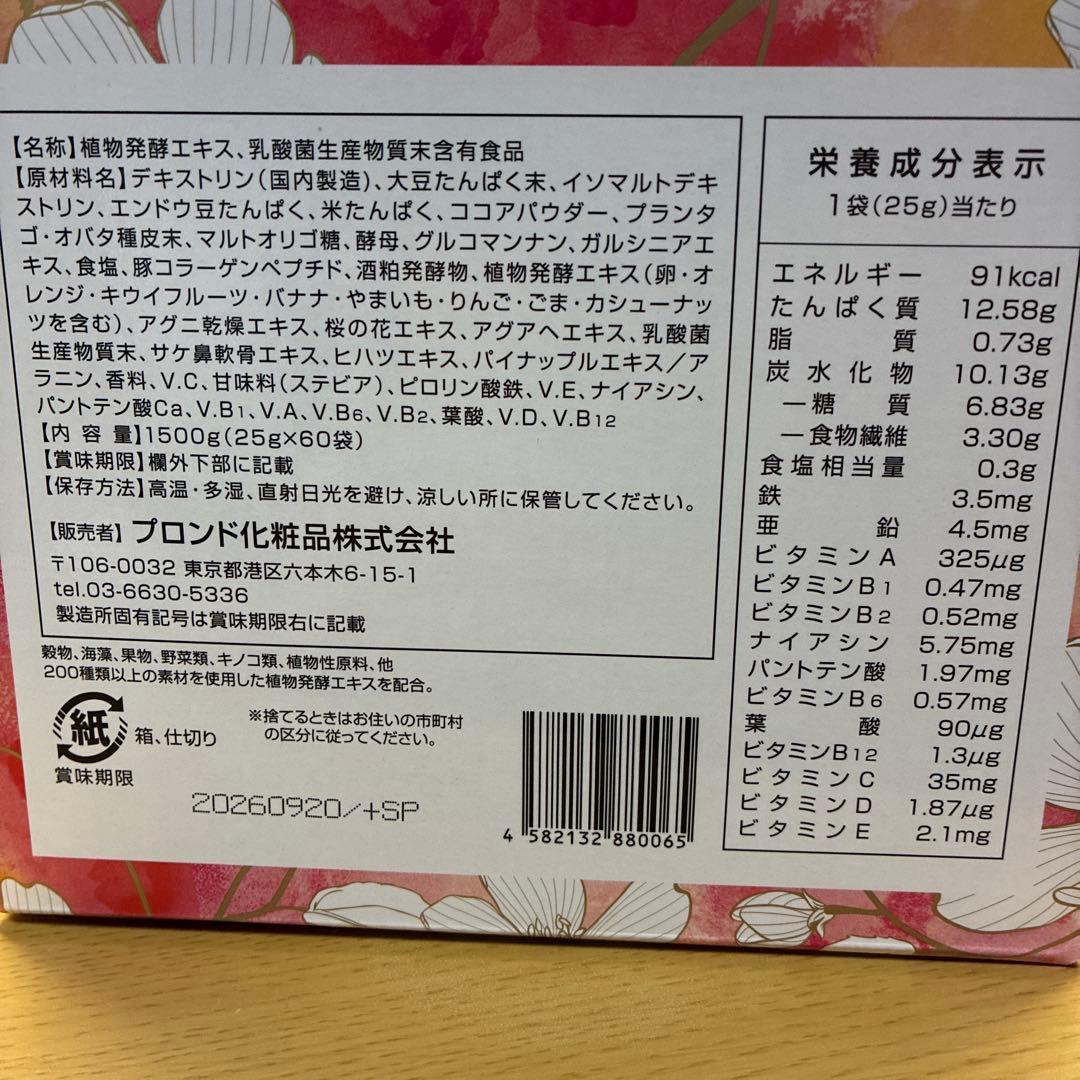 【名称】植物発酵エキス、乳酸菌生産物質末含有食品
【原材料名】デキストリン（国内製造）、大豆たんぱく末、イソマルトデキ
ストリン、エンドウ豆たんぱく、米たんぱく、ココアパウダー、プランタ
ゴ・オバタ種皮末、マルトオリゴ糖、酵母、グルコマンナン、ガルシニアエ
キス、食塩、豚コラーゲンペプチド、酒粕発酵物、植物発酵エキス（卵・オ
レンジ・キウイフルーツ・バナナ・やまいも・りんご・ごま・カシューナッ
ツを含む）、アグニ乾燥エキス、桜の花エキス、アグアヘエキス、乳酸菌
生産物質末、サケ鼻軟骨エキス、ヒハツエキス、パイナップルエキス／ア
ラニン、香料、V.C、甘味料（ステビア）、ピロリン酸鉄、V.E、ナイアシン、
パントテン酸Ca、V.B1、V.A、V.B6、V.B2、葉酸、V.D、V.B12
【内容量】1500g（25g×60袋）
【賞味期限】欄外下部に記載
【保存方法】高温・多湿、直射日光を避け、涼しい所に保管してください。
【販売者】プロンド化粧品株式会社
〒106-0032 東京都港区六本木6-15-1
tel.03-6630-5336
製造所固有記号は賞味期限右に記載
穀物、海藻、果物、野菜類、キノコ類、植物性原料、他
200種類以上の素材を使用した植物発酵エキスを配合。
紙
箱、仕切り
※捨てるときはお住いの市町村
の区分に従ってください。
賞味期限
20260920/+SP
4 582132 880065
栄養成分表示
1袋（25g）当たり
エネルギー 91kcal
たんぱく質 12.58g
脂質 0.73g
炭水化物 10.13g
―糖質 6.83g
―食物繊維 3.30g
食塩相当量 0.3g
鉄 3.5mg
亜鉛 4.5mg
ビタミンA 325μg
ビタミンB1 0.47mg
ビタミンB2 0.52mg
ナイアシン 5.75mg
パントテン酸 1.97mg
ビタミンB6 0.57mg
葉酸 90μg
ビタミンB12 1.3μg
ビタミンC 35mg
ビタミンD 1.87μg
ビタミンE 2.1mg